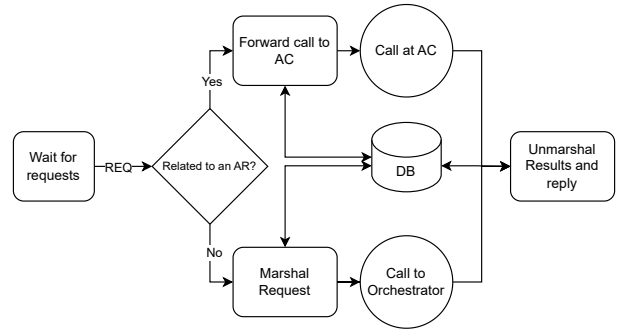 Wait for
requests
REQ
Related to an AR?
Yes
No
Forward call to
AC
Call at AC
DB
Marshal
Request
Call to
Orchestrator
Unmarshal
Results and
reply